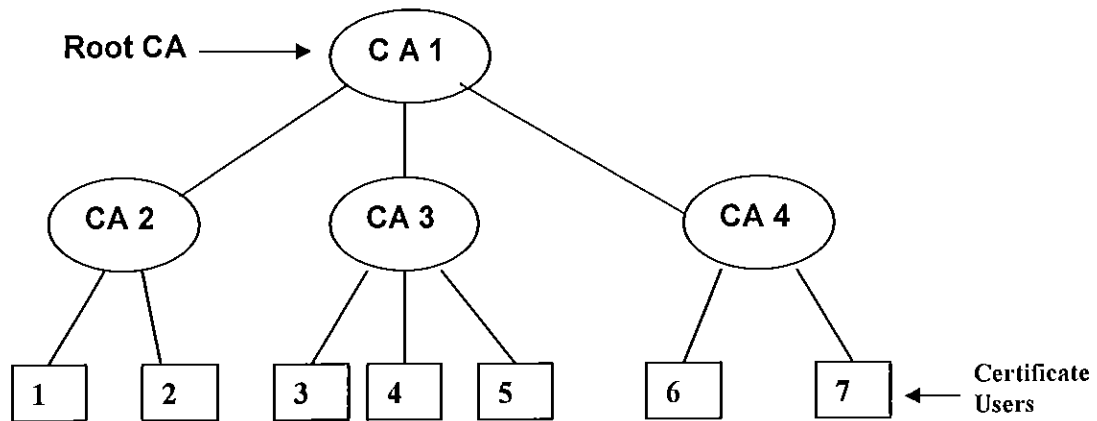 Root CA
C A 1
CA 2
CA 3
CA 4
1
2
3
4
5
6
7
Certificate
Users